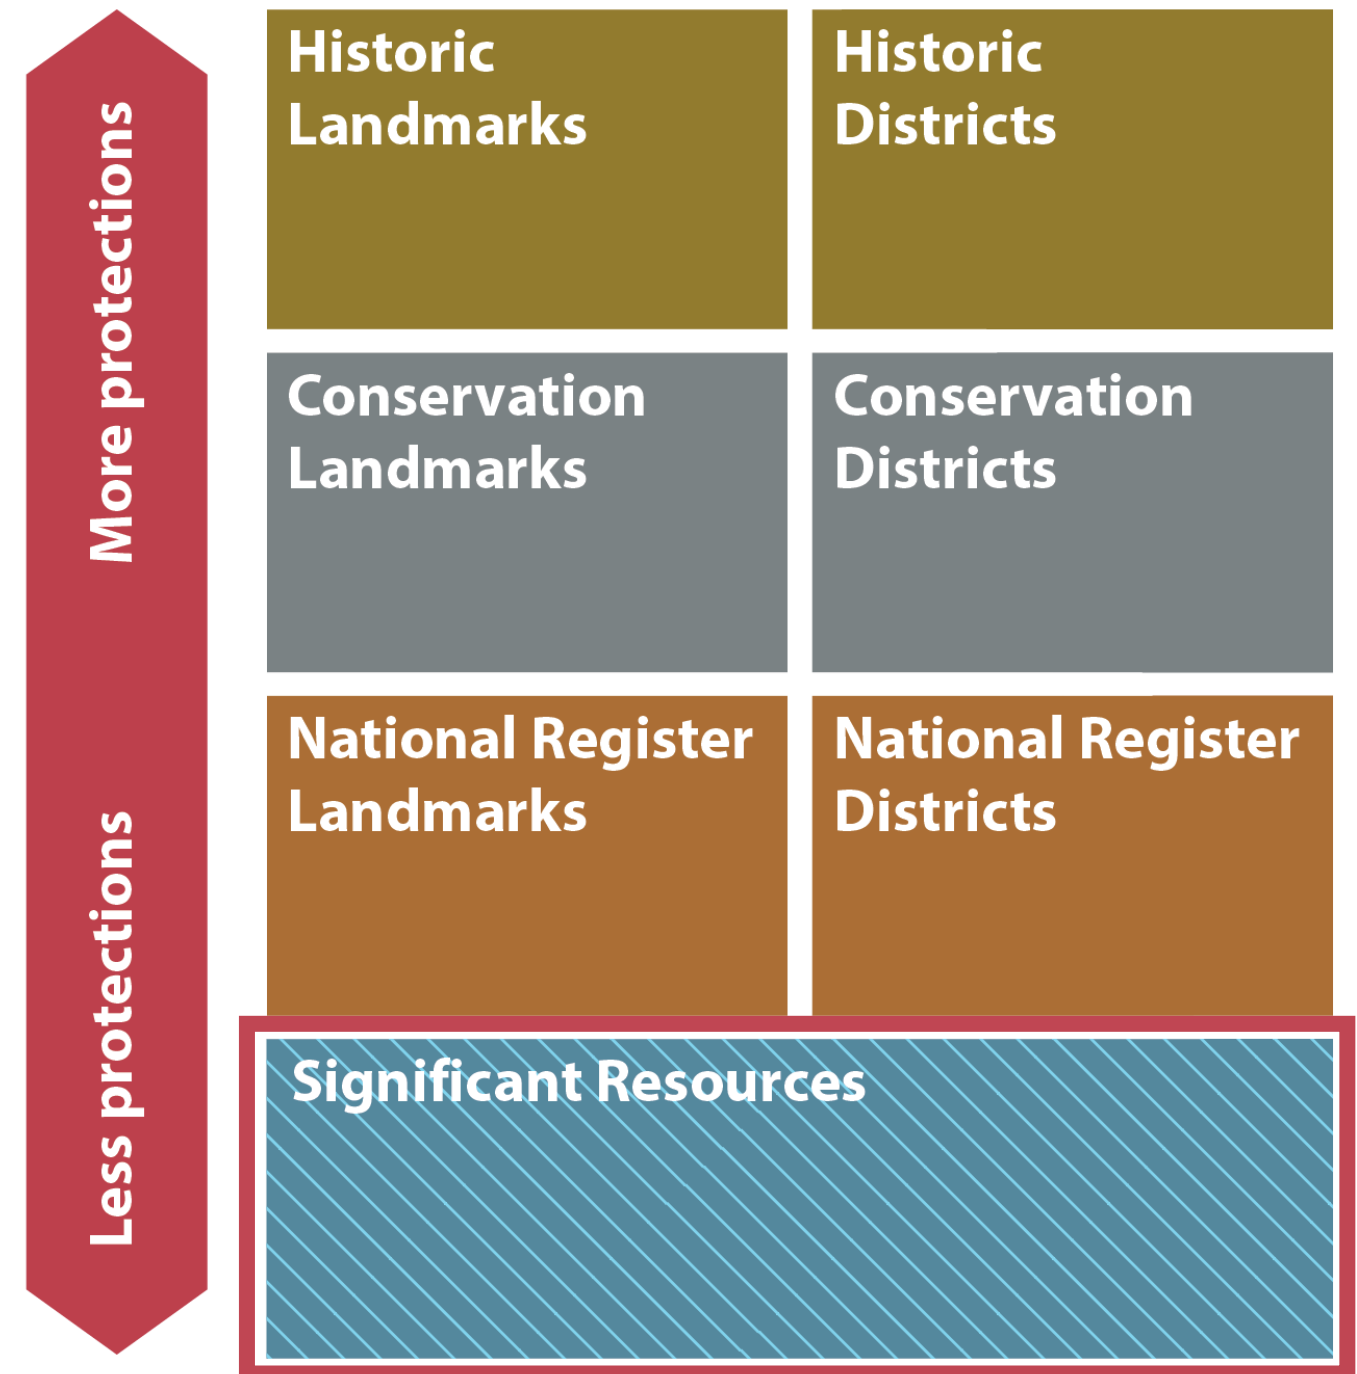 More protections
Less protections
Historic
Landmarks
Historic
Districts
Conservation
Landmarks
Conservation
Districts
National Register
Landmarks
National Register
Districts
Significant Resources